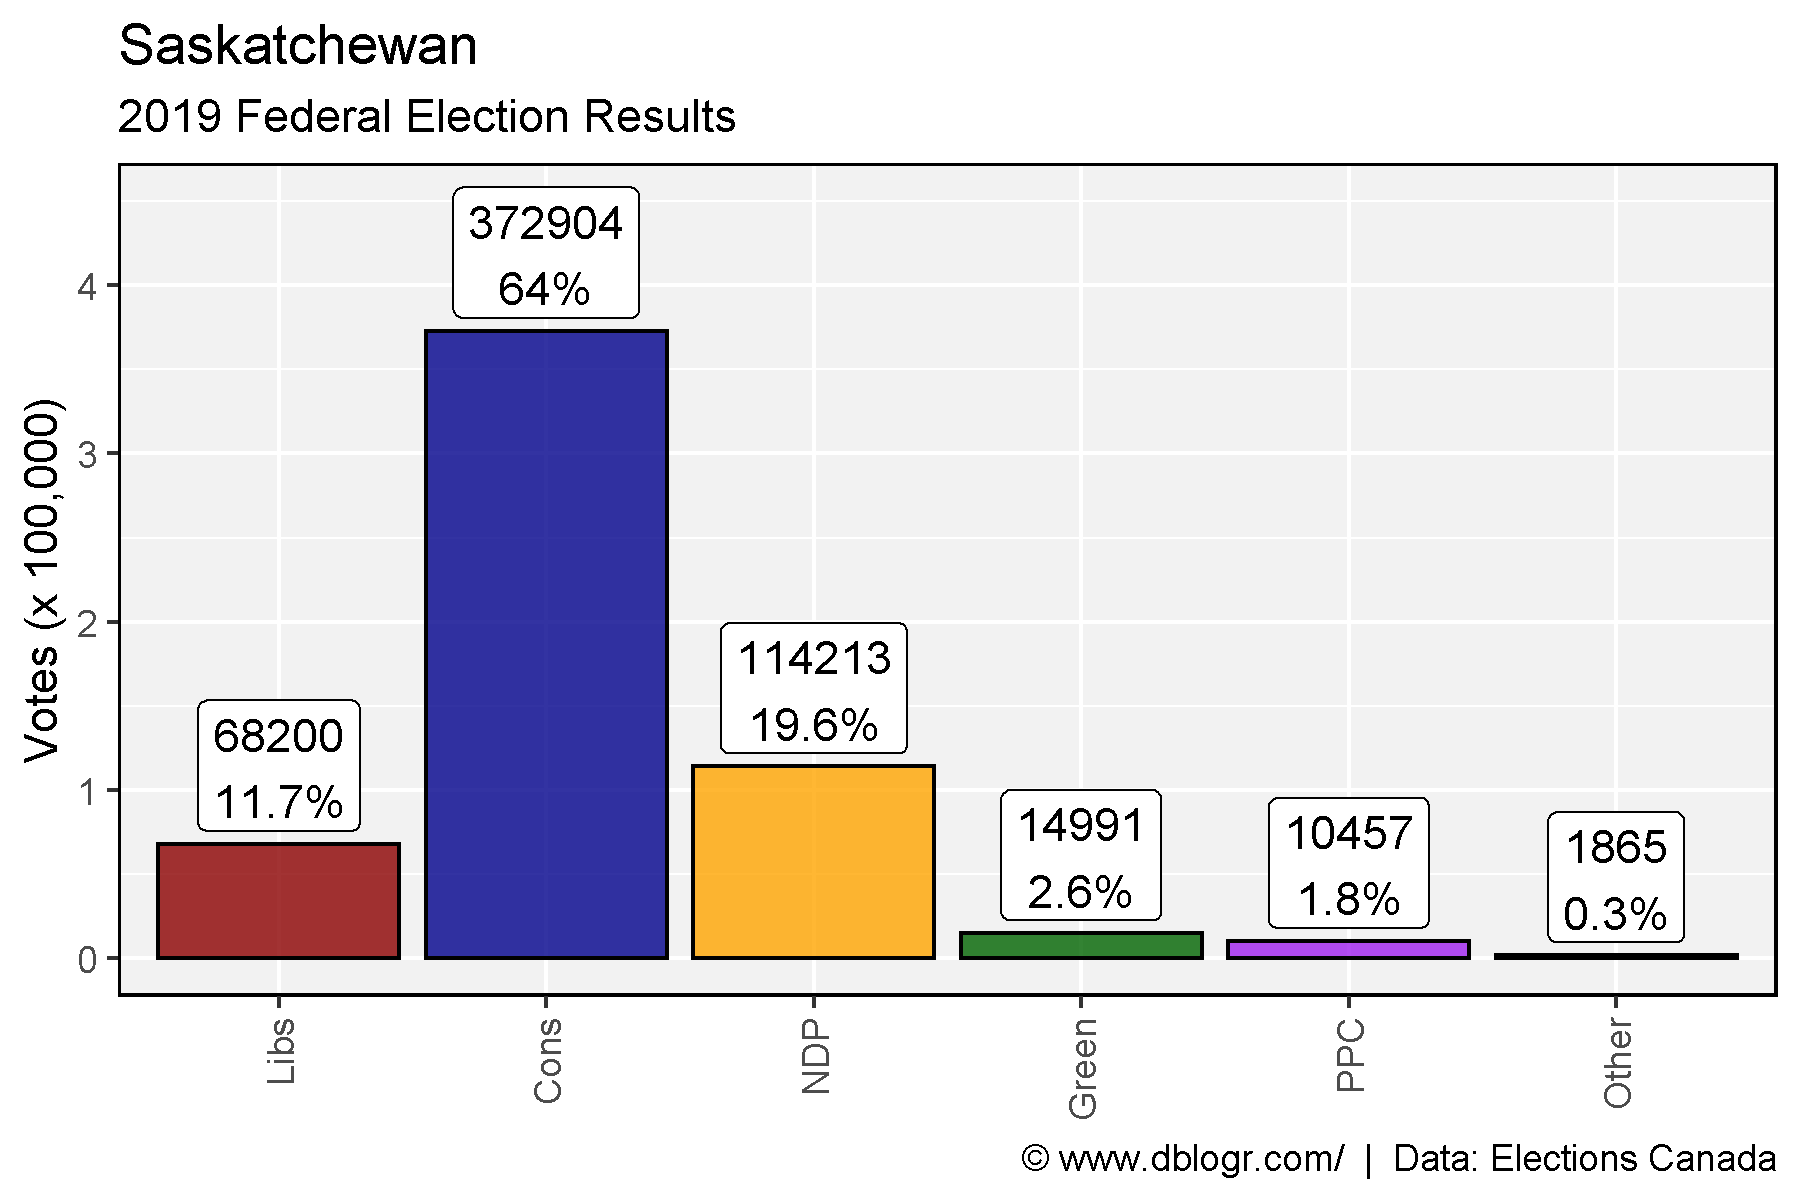 Saskatchewan
2019 Federal Election Results
Votes (x 100,000)
4
3
2
1
0
68200
11.7%
372904
64%
114213
19.6%
14991
2.6%
10457
1.8%
1865
0.3%
Libs
Cons
NDP
Green
PPC
Other
© www.dblogr.com/ | Data: Elections Canada